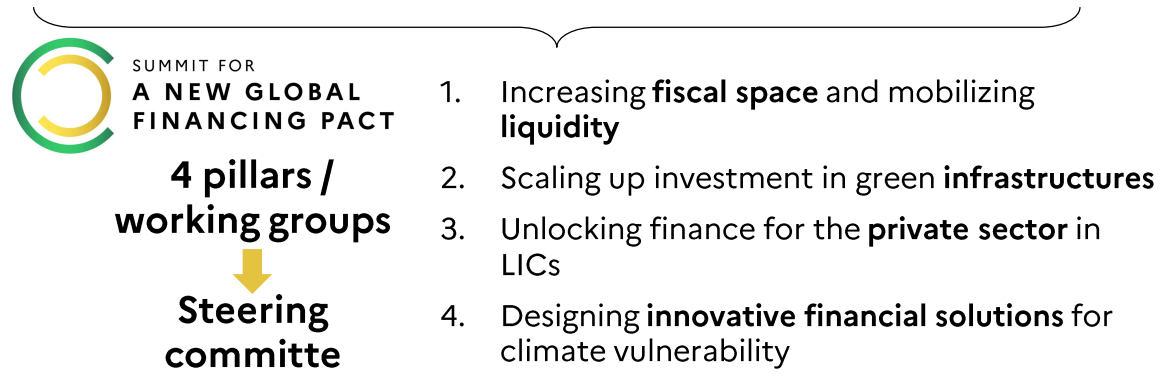 SUMMIT FOR
A NEW GLOBAL
FINANCING PACT
4 pillars /
working groups
Steering
committe
1. Increasing fiscal space and mobilizing
liquidity
2. Scaling up investment in green infrastructures
3. Unlocking finance for the private sector in
LICs
4. Designing innovative financial solutions for
climate vulnerability